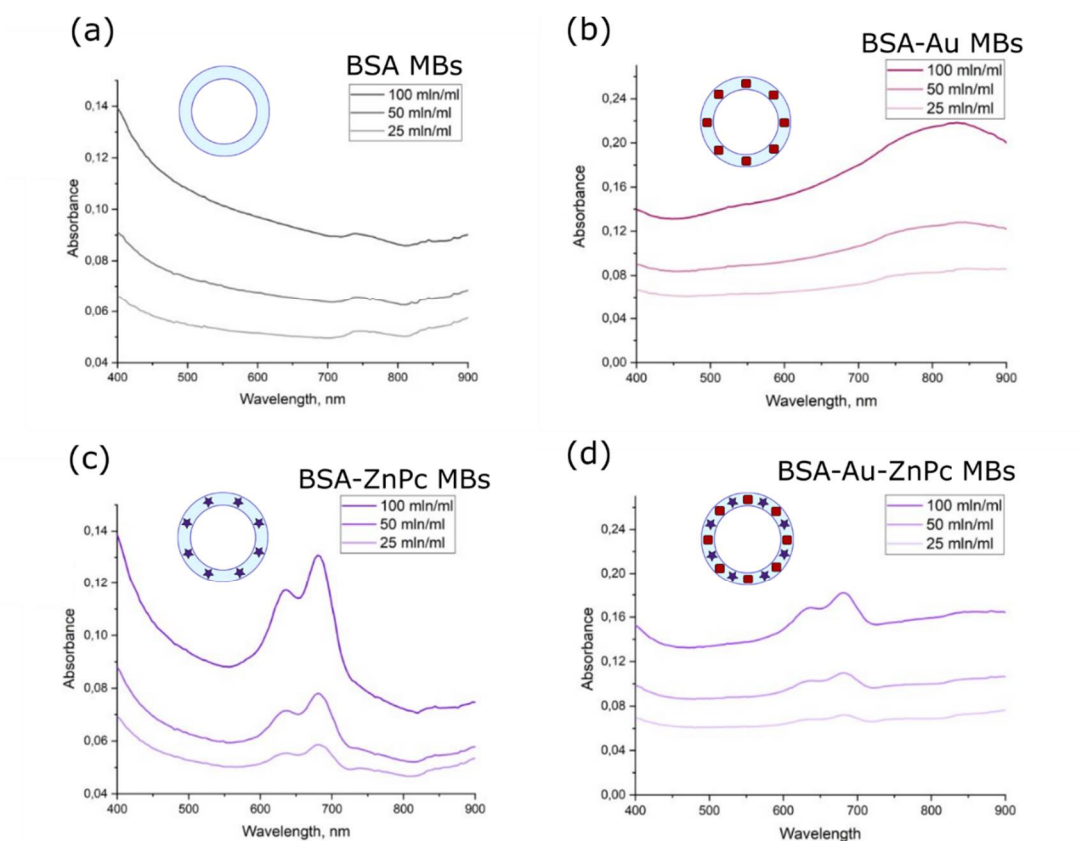 (a)
BSA MBs
100 mln/ml
50 mln/ml
25 mln/ml
0,14
0,12
0,10
0,08
0,06
0,04
Absorbance
400 500 600 700 800 900
Wavelength, nm
(b)
BSA-Au MBs
100 mln/ml
50 mln/ml
25 mln/ml
0,24
0,20
0,16
0,12
0,08
0,04
0,00
Absorbance
400 500 600 700 800 900
Wavelength, nm
(c)
BSA-ZnPc MBs
100 mln/ml
50 mln/ml
25 mln/ml
0,14
0,12
0,10
0,08
0,06
0,04
Absorbance
400 500 600 700 800 900
Wavelength, nm
(d)
BSA-Au-ZnPc MBs
100 mln/ml
50 mln/ml
25 mln/ml
0,24
0,20
0,16
0,12
0,08
0,04
0,00
Absorbance
400 500 600 700 800 900
Wavelength